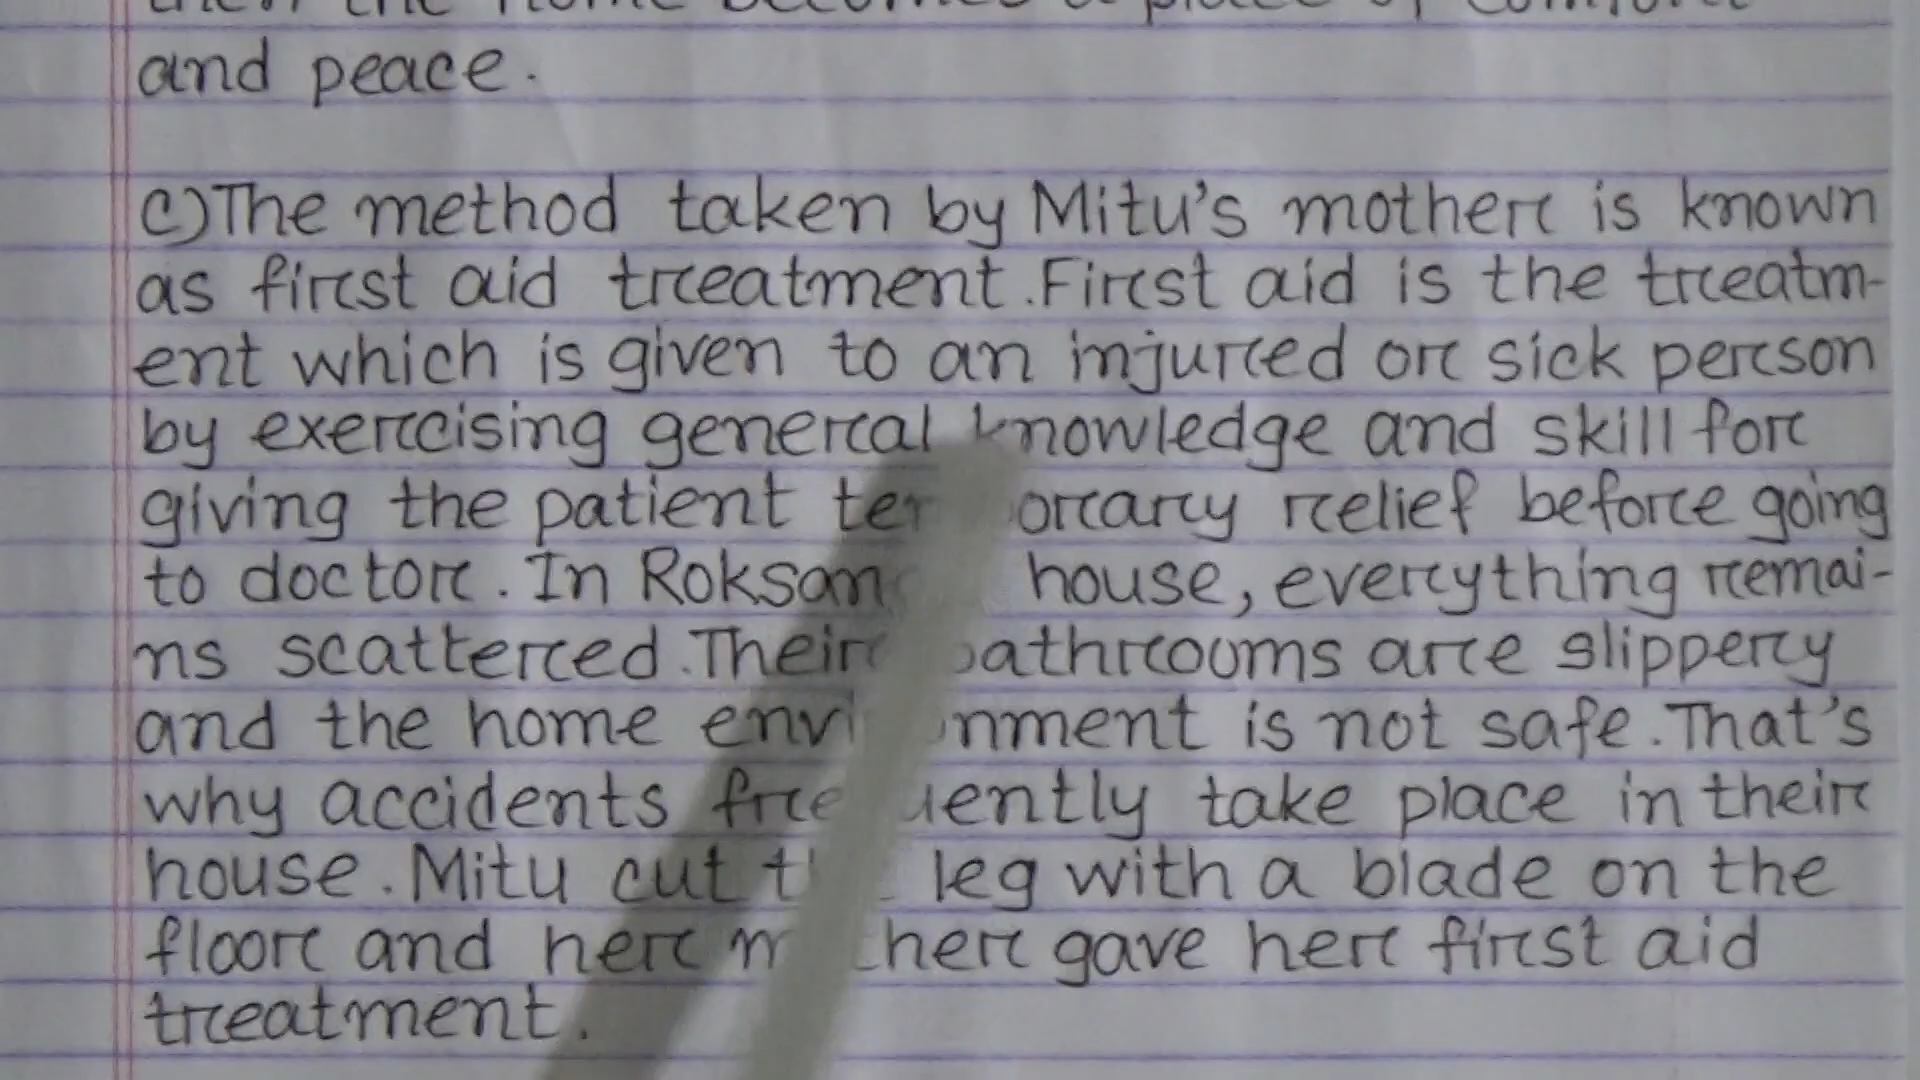 and peace.
C) The method taken by Mitu's mother is known
as first aid treatment. First aid is the treatm-
ent which is given to an injured or sick person
by exercising general knowledge and skill for
giving the patient relief before going
to doctor. In house, everything remai-
ns scattered. Their bathrooms are slippery
and the home is not safe. That's
why accidents take place in their
house. Mitu cut leg with a blade on the
floor and her gave her first aid
treatment.